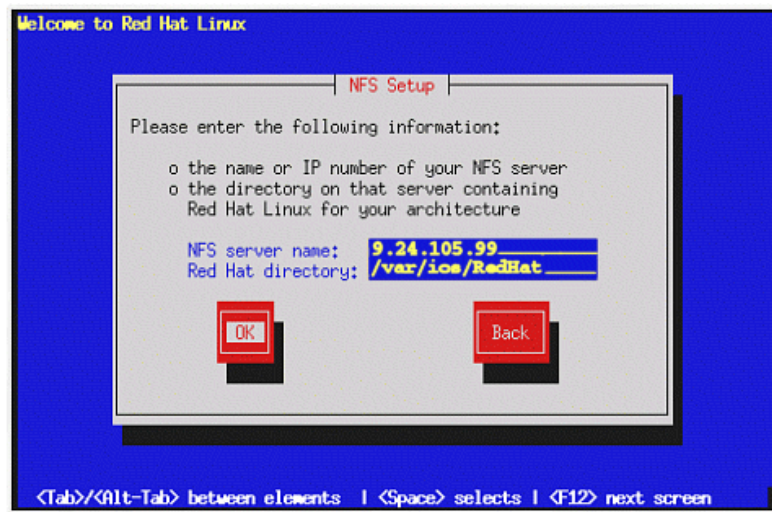 Welcome to Red Hat Linux
NFS Setup
Please enter the following information:
o the name or IP number of your NFS server
o the directory on that server containing
Red Hat Linux for your architecture
NFS server name: 9.24.105.99
Red Hat directory: /var/ios/RedHat
OK Back
<Tab>/<Alt-Tab> between elements | <Space> selects | <F12> next screen